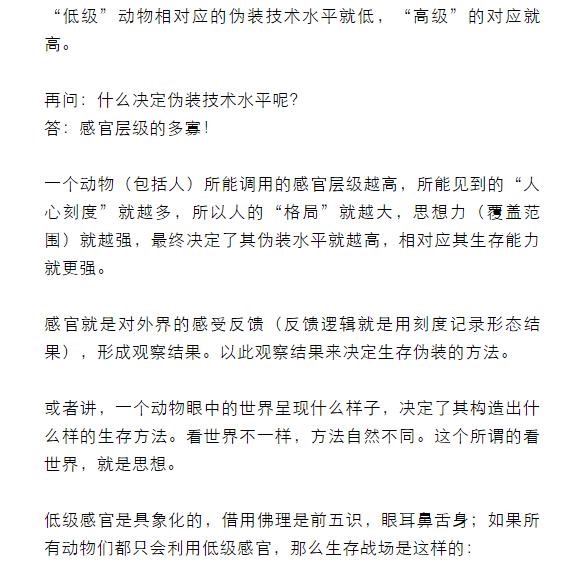 “低级”动物相对应的伪装技术水平就低，“高级”的对应就
高。
再问：什么决定伪装技术水平呢?
答：感官层级的多寡!
一个动物（包括人）所能调用的感官层级越高，所能见到的“人
心刻度”就越多，所以人的“格局”就越大，思想力（覆盖范
围）就越强，最终决定了其伪装水平就越高，相对应其生存能力
就更强。
感官就是对外界的感受反馈（反馈逻辑就是用刻度记录形态结
果），形成观察结果。以此观察结果来决定生存伪装的方法。
或者讲，一个动物眼中的世界呈现什么样子，决定了其构造出什
么样的生存方法。看世界不一样，方法自然不同。这个所谓的看
世界，就是思想。
低级感官是具象化的，借用佛理是前五识，眼耳鼻舌身；如果所
有动物们都只会利用低级感官，那么生存战场是这样的：